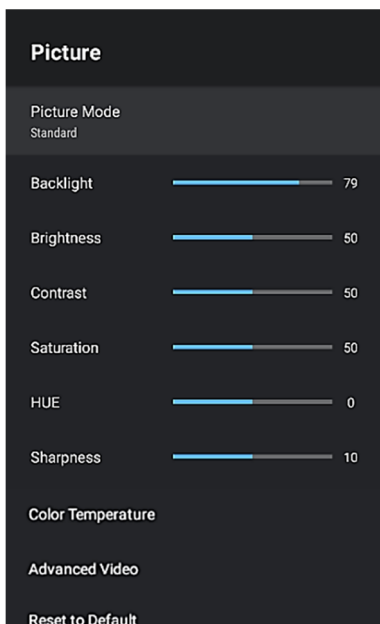 Picture
Picture Mode
Standard
Backlight 79
Brightness 50
Contrast 50
Saturation 50
HUE 0
Sharpness 10
Color Temperature
Advanced Video
Reset to Default